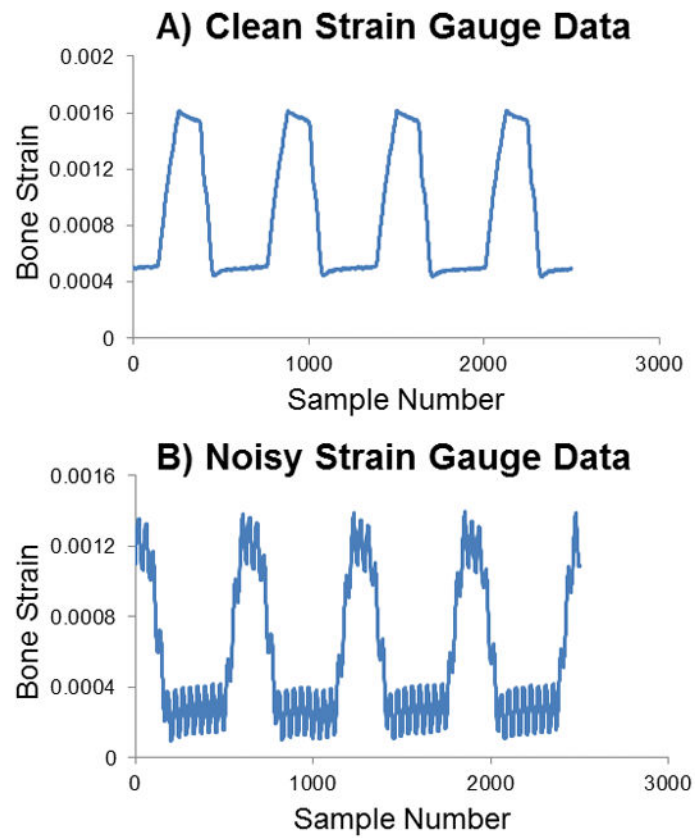 A) Clean Strain Gauge Data
0.002
0.0016
0.0012
0.0008
0.0004
0
Bone Strain
0 1000 2000 3000
Sample Number
B) Noisy Strain Gauge Data
0.0016
0.0012
0.0008
0.0004
0
Bone Strain
0 1000 2000 3000
Sample Number